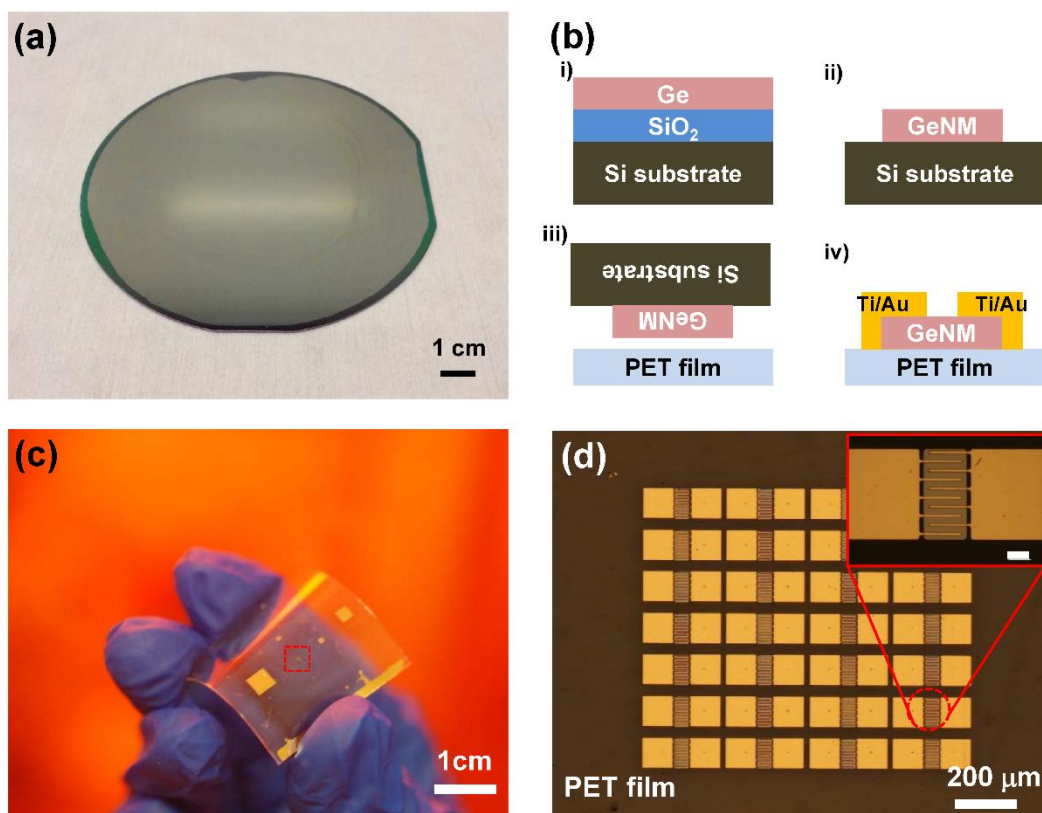 (a)
1 cm
(b)
i)
Ge
SiO2
Si substrate
ii)
GeNM
Si substrate
iii)
Si substrate
GeNM
PET film
iv)
Ti/Au Ti/Au
GeNM
PET film
(c)
1cm
(d)
PET film
200 μm